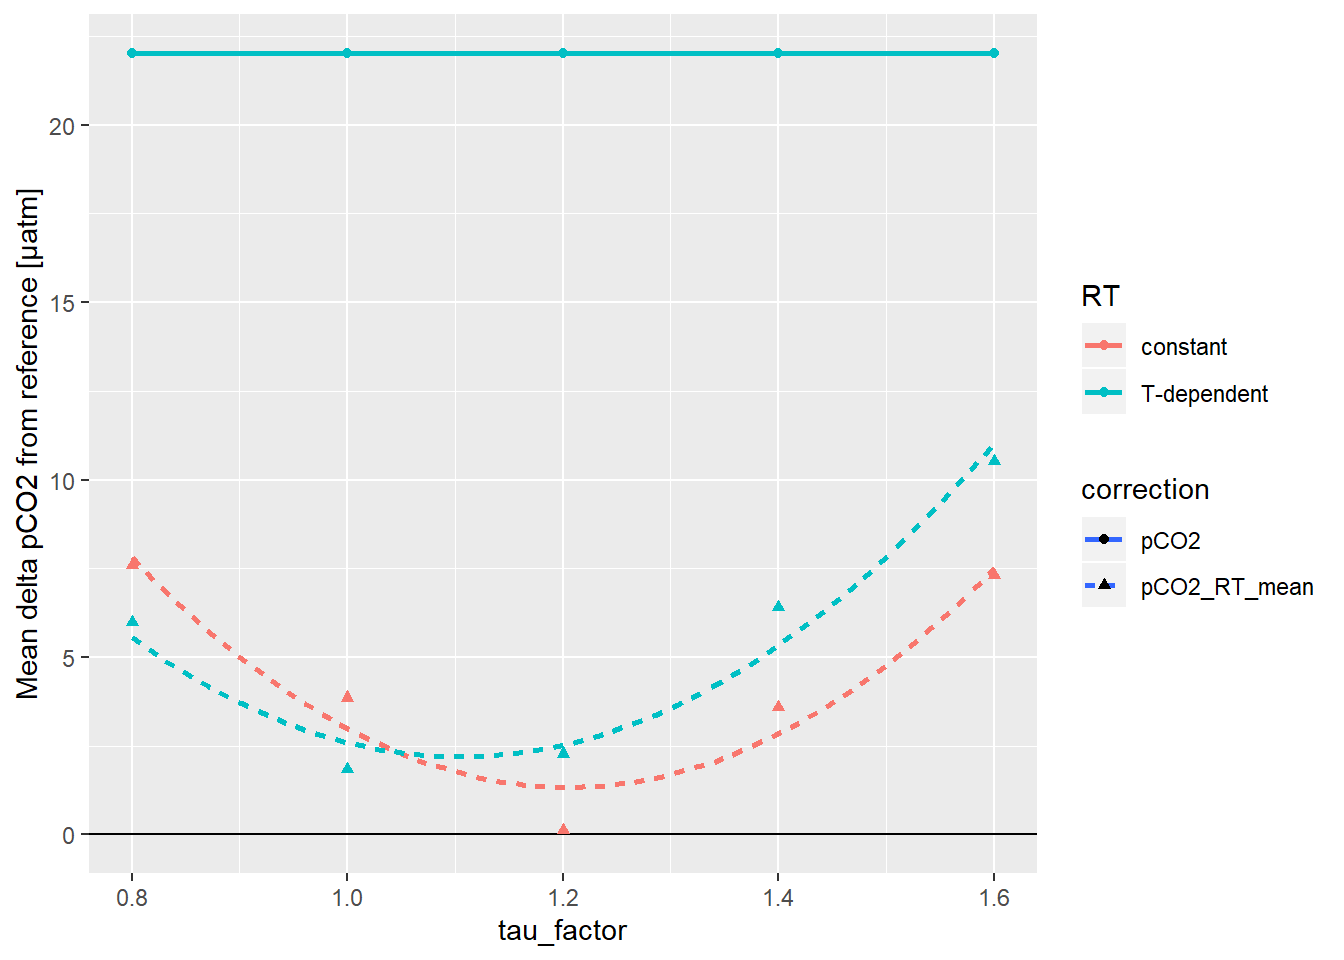 Mean delta pCO2 from reference [µatm]
20
15
10
5
0
0.8 1.0 1.2 1.4 1.6
tau_factor
RT
constant
T-dependent
correction
pCO2
pCO2_RT_mean